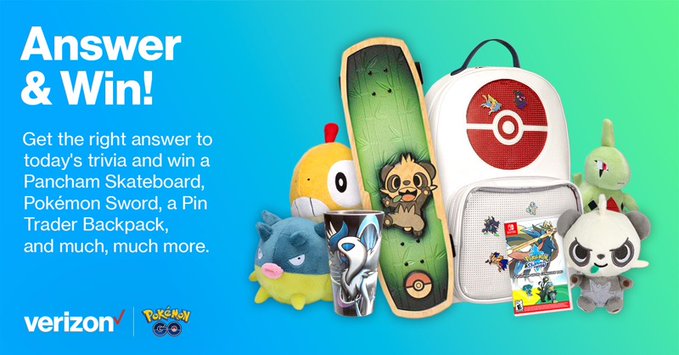 Answer
& Win!
Get the right answer to
today's trivia and win a
Pancham Skateboard,
Pokémon Sword, a Pin
Trader Backpack,
and much, much more.
verizon✓
POKÉMON
GO